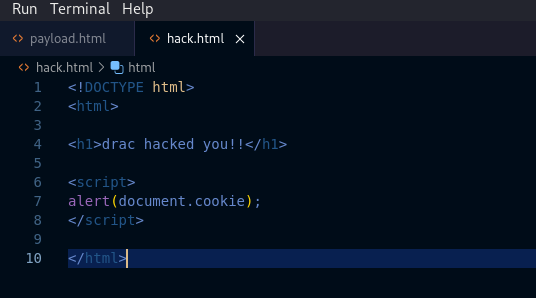 Run Terminal Help
payload.html hack.html
hack.html > html
1 <!DOCTYPE html>
2 <html>
3
4 <h1>drac hacked you!!</h1>
5
6 <script>
7 alert(document.cookie);
8 </script>
9
10 </html>